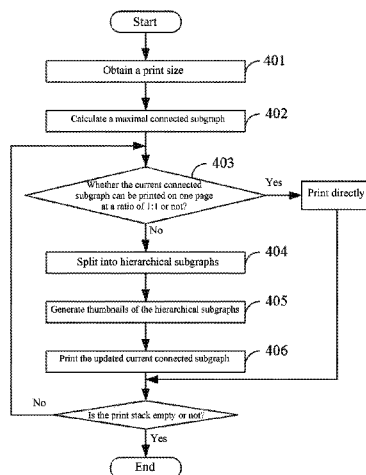 Start
Obtain a print size
401
Calculate a maximal connected subgraph
402
403
Whether the current connected
subgraph can be printed on one page
at a ratio of 1:1 or not?
Yes
Print directly
No
Split into hierarchical subgraphs
404
Generate thumbnails of the hierarchical subgraphs
405
Print the updated current connected subgraph
406
No
Is the print stack empty or not?
Yes
End